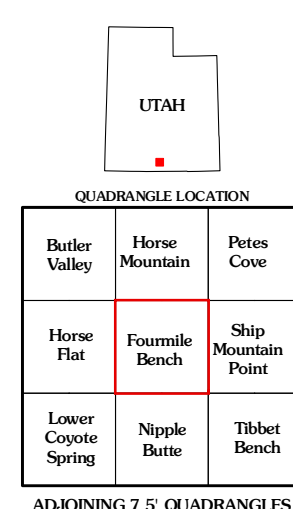 UTAH
QUADRANGLE LOCATION
Butler
Valley
Horse
Mountain
Petes
Cove
Horse
Flat
Fourmile
Bench
Ship
Mountain
Point
Lower
Coyote
Spring
Nipple
Butte
Tibbet
Bench
ADJOINING 7.5' QUADRANGLES